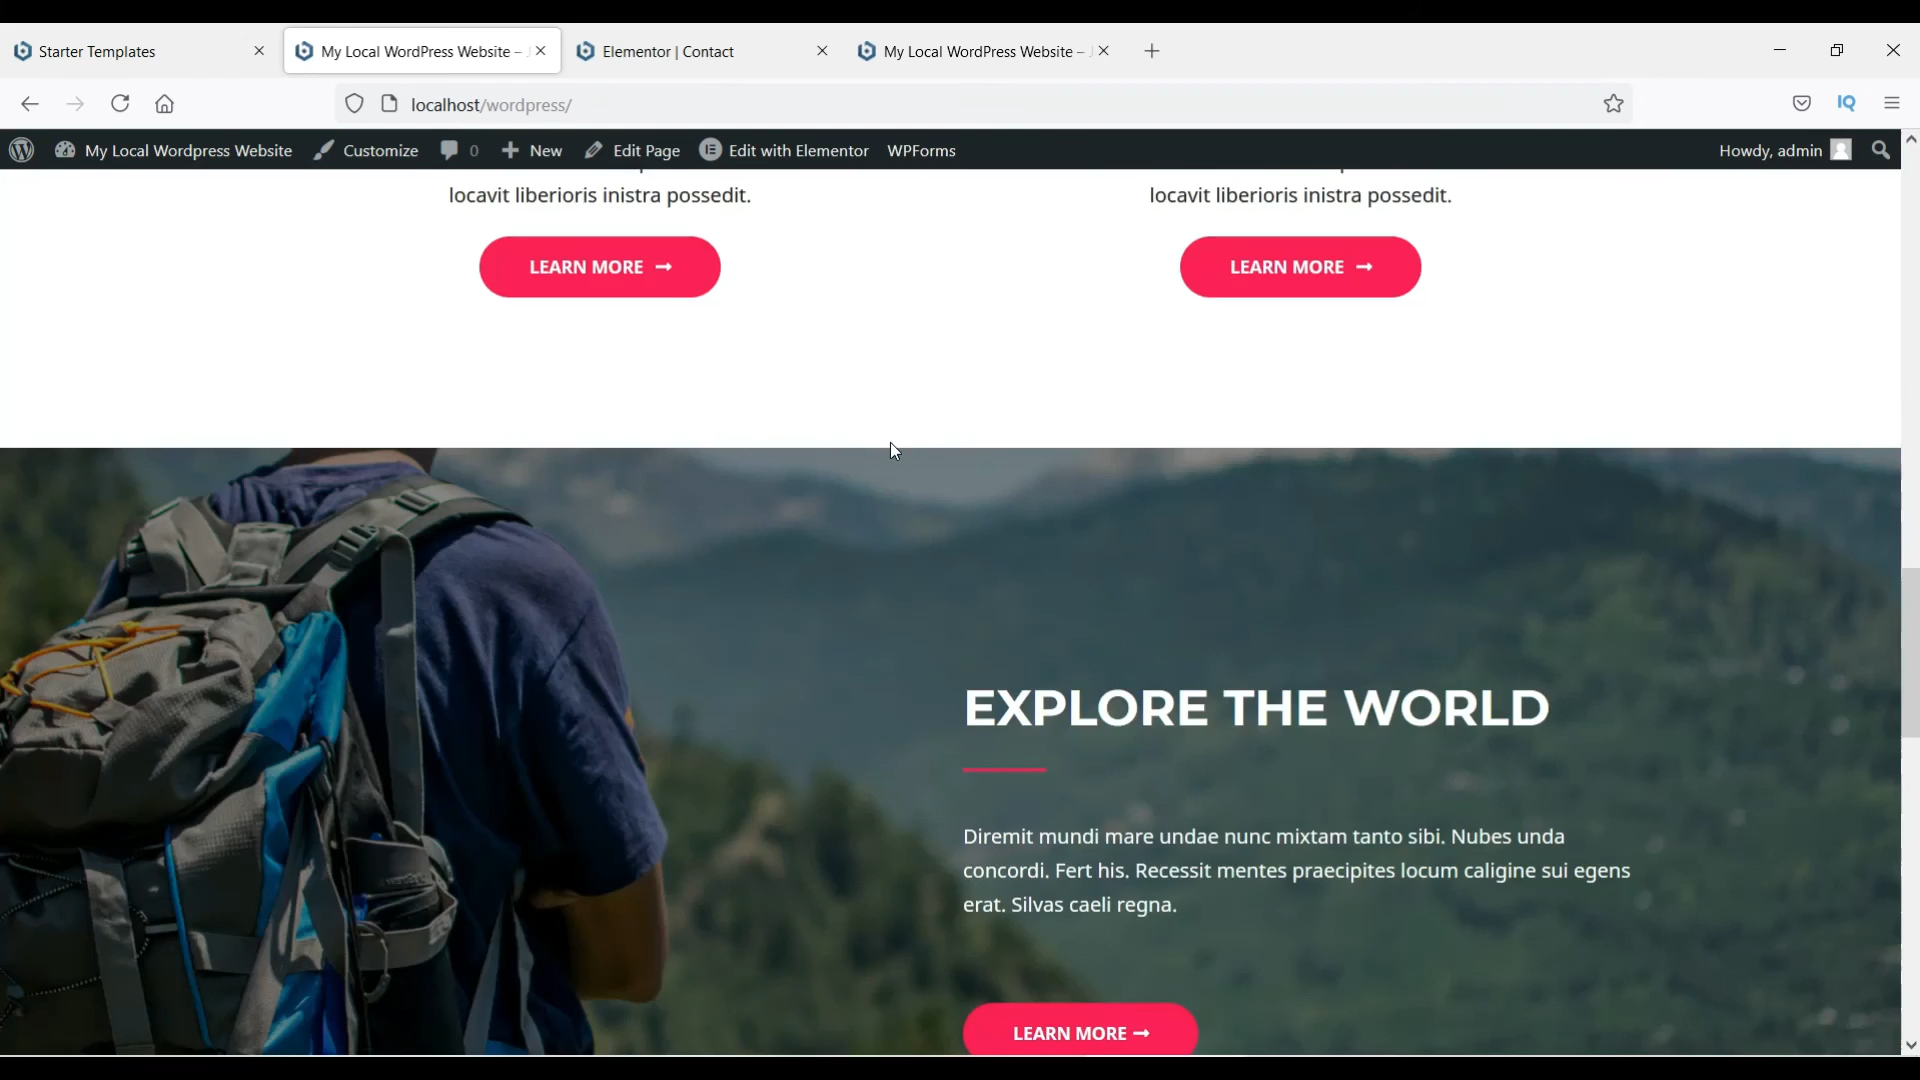 Starter Templates
My Local WordPress Website –
Elementor | Contact
My Local WordPress Website –
localhost/wordpress/
IQ
My Local Wordpress Website
Customize
0
New
Edit Page
Edit with Elementor
WPForms
Howdy, admin
locavit liberioris inistra possedit.
locavit liberioris inistra possedit.
LEARN MORE →
LEARN MORE →
EXPLORE THE WORLD
Diremit mundi mare undae nunc mixtam tanto sibi. Nubes unda
concordi. Fert his. Recessit mentes praecipites locum caligine sui egens
erat. Silvas caeli regna.
LEARN MORE →